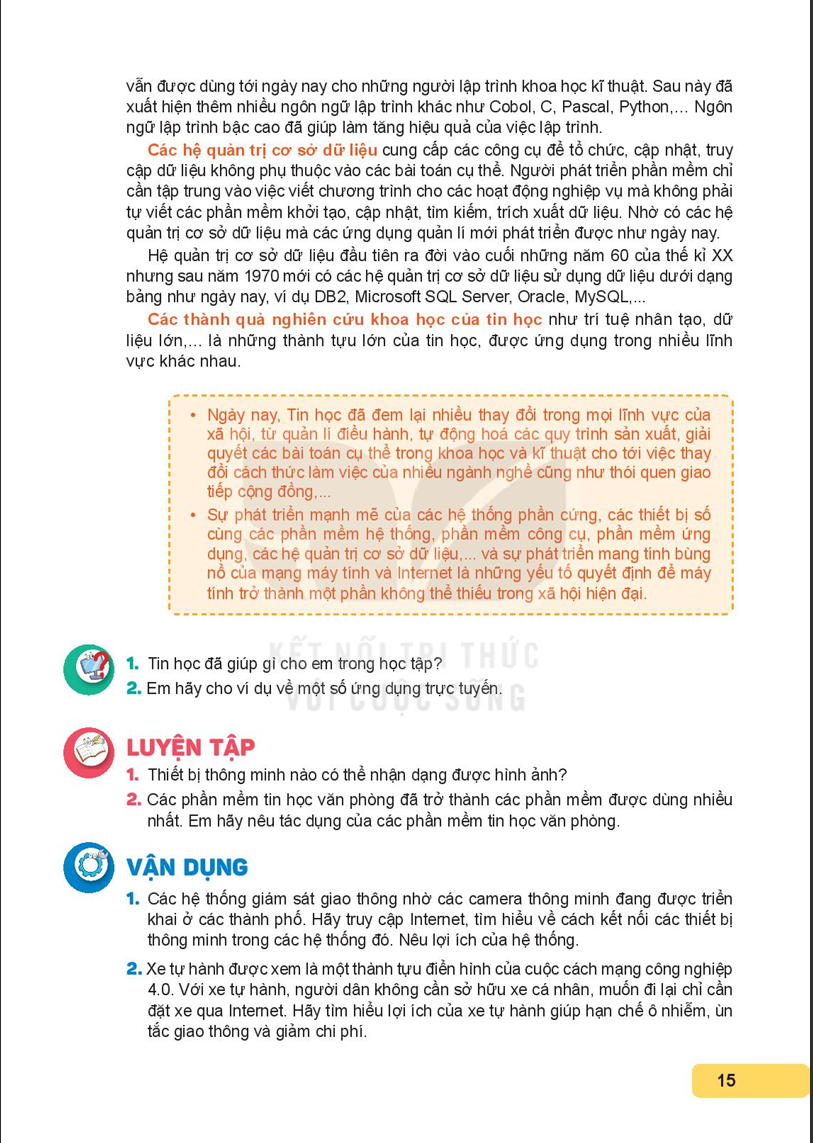 vẫn được dùng tới ngày nay cho những người lập trình khoa học kĩ thuật. Sau này đã
xuất hiện thêm nhiều ngôn ngữ lập trình khác như Cobol, C, Pascal, Python,... Ngôn
ngữ lập trình bậc cao đã giúp làm tăng hiệu quả của việc lập trình.
Các hệ quản trị cơ sở dữ liệu cung cấp các công cụ để tổ chức, cập nhật, truy
cập dữ liệu không phụ thuộc vào các bài toán cụ thể. Người phát triển phần mềm chỉ
cần tập trung vào việc viết chương trình cho các hoạt động nghiệp vụ mà không phải
tự viết các phần mềm khởi tạo, cập nhật, tìm kiếm, trích xuất dữ liệu. Nhờ có các hệ
quản trị cơ sở dữ liệu mà các ứng dụng quản lí mới phát triển được như ngày nay.
Hệ quản trị cơ sở dữ liệu đầu tiên ra đời vào cuối những năm 60 của thế kỉ XX
nhưng sau năm 1970 mới có các hệ quản trị cơ sở dữ liệu sử dụng dữ liệu dưới dạng
bảng như ngày nay, ví dụ DB2, Microsoft SQL Server, Oracle, MySQL,...
Các thành quả nghiên cứu khoa học của tin học như trí tuệ nhân tạo, dữ
liệu lớn,... là những thành tựu lớn của tin học, được ứng dụng trong nhiều lĩnh
vực khác nhau.
• Ngày nay, Tin học đã đem lại nhiều thay đổi trong mọi lĩnh vực của
xã hội, từ quản lí điều hành, tự động hoá các quy trình sản xuất, giải
quyết các bài toán cụ thể trong khoa học và kĩ thuật cho tới việc thay
đổi cách thức làm việc của nhiều ngành nghề cũng như thói quen giao
tiếp cộng đồng,...
• Sự phát triển mạnh mẽ của các hệ thống phần cứng, các thiết bị số
cùng các phần mềm hệ thống, phần mềm công cụ, phần mềm ứng
dụng, các hệ quản trị cơ sở dữ liệu,... và sự phát triển mang tính bùng
nổ của mạng máy tính và Internet là những yếu tố quyết định để máy
tính trở thành một phần không thể thiếu trong xã hội hiện đại.
KẾT NỐI TRI THỨC
VỚI CUỘC SỐNG
1. Tin học đã giúp gì cho em trong học tập?
2. Em hãy cho ví dụ về một số ứng dụng trực tuyến.
LUYỆN TẬP
1. Thiết bị thông minh nào có thể nhận dạng được hình ảnh?
2. Các phần mềm tin học văn phòng đã trở thành các phần mềm được dùng nhiều
nhất. Em hãy nêu tác dụng của các phần mềm tin học văn phòng.
VẬN DỤNG
1. Các hệ thống giám sát giao thông nhờ các camera thông minh đang được triển
khai ở các thành phố. Hãy truy cập Internet, tìm hiểu về cách kết nối các thiết bị
thông minh trong các hệ thống đó. Nêu lợi ích của hệ thống.
2. Xe tự hành được xem là một thành tựu điển hình của cuộc cách mạng công nghiệp
4.0. Với xe tự hành, người dân không cần sở hữu xe cá nhân, muốn đi lại chỉ cần
đặt xe qua Internet. Hãy tìm hiểu lợi ích của xe tự hành giúp hạn chế ô nhiễm, ùn
tắc giao thông và giảm chi phí.
15